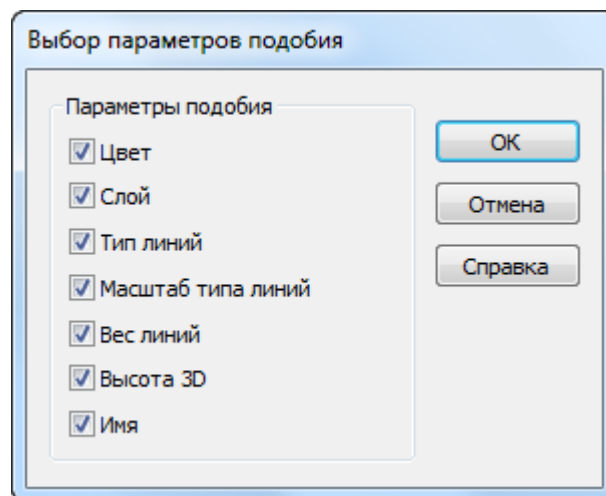 Выбор параметров подобия
Параметры подобия
Цвет
Слой
Тип линий
Масштаб типа линий
Вес линий
Высота 3D
Имя
ОК
Отмена
Справка